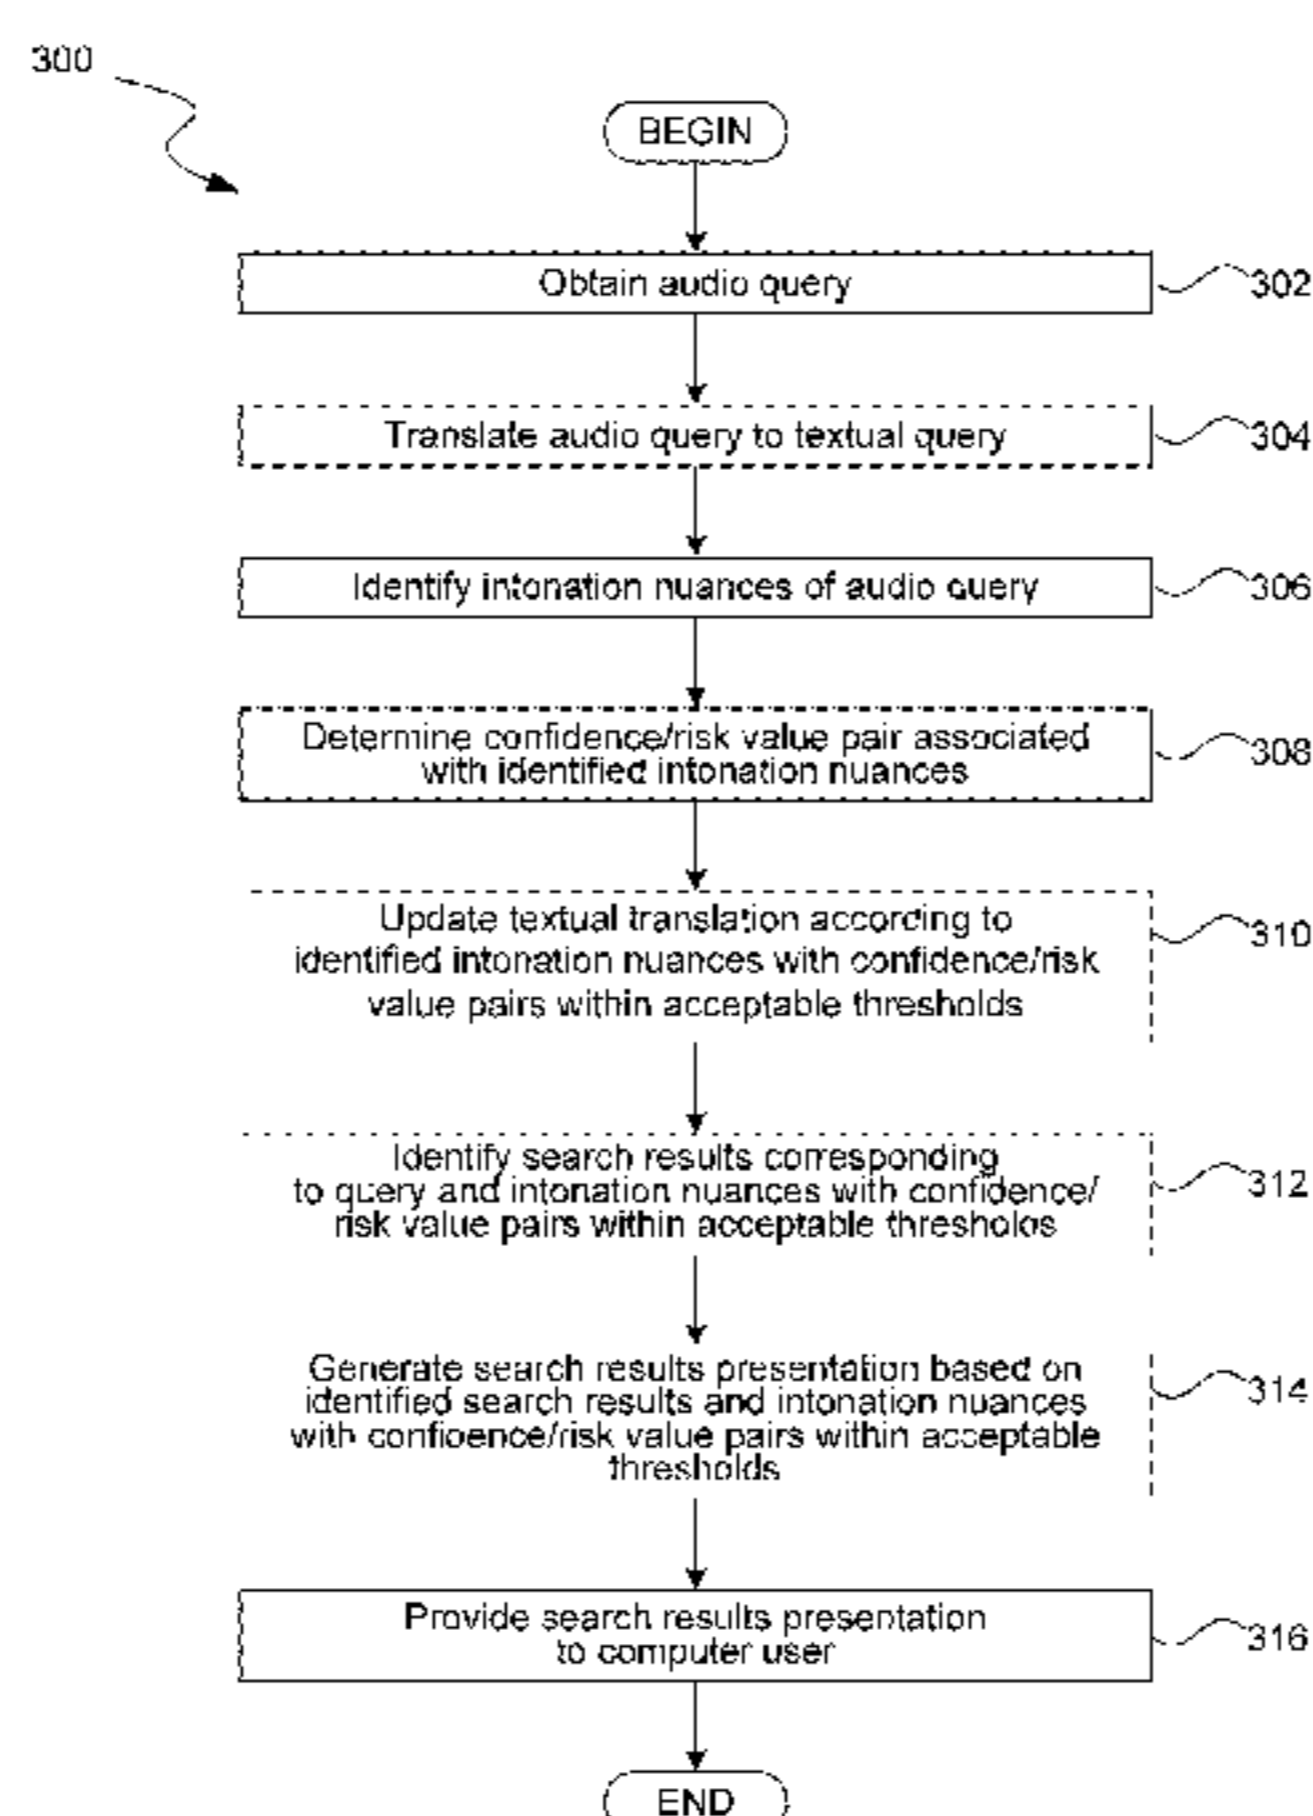 300
BEGIN
Obtain audio query
302
Translate audio query to textual query
304
Identify intonation nuances of audio query
306
Determine confidence/risk value pair associated
with identified intonation nuances
308
Update textual translation according to
identified intonation nuances with confidence/risk
value pairs within acceptable thresholds
310
Identify search results corresponding
to query and intonation nuances with confidence/
risk value pairs within acceptable thresholds
312
Generate search results presentation based on
identified search results and intonation nuances
with confidence/risk value pairs within acceptable
thresholds
314
Provide search results presentation
to computer user
316
END